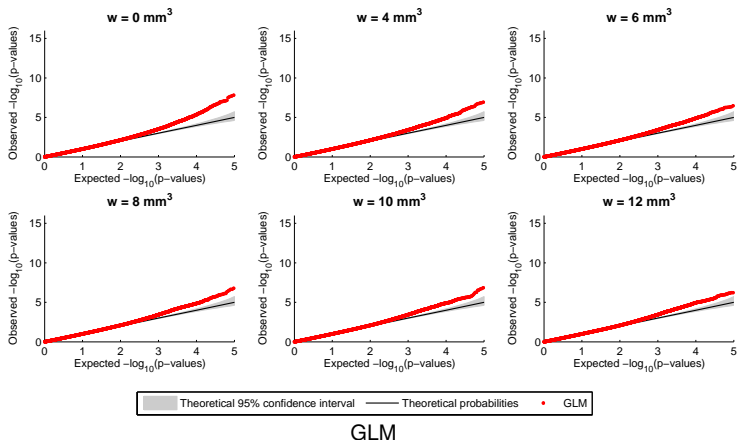 w = 0 mm³
w = 4 mm³
w = 6 mm³
15
10
5
0
Observed −log₁₀(p−values)
0 1 2 3 4 5
Expected −log₁₀(p−values)
15
10
5
0
Observed −log₁₀(p−values)
0 1 2 3 4 5
Expected −log₁₀(p−values)
15
10
5
0
Observed −log₁₀(p−values)
0 1 2 3 4 5
Expected −log₁₀(p−values)
w = 8 mm³
w = 10 mm³
w = 12 mm³
15
10
5
0
Observed −log₁₀(p−values)
0 1 2 3 4 5
Expected −log₁₀(p−values)
15
10
5
0
Observed −log₁₀(p−values)
0 1 2 3 4 5
Expected −log₁₀(p−values)
15
10
5
0
Observed −log₁₀(p−values)
0 1 2 3 4 5
Expected −log₁₀(p−values)
Theoretical 95% confidence interval Theoretical probabilities GLM
GLM